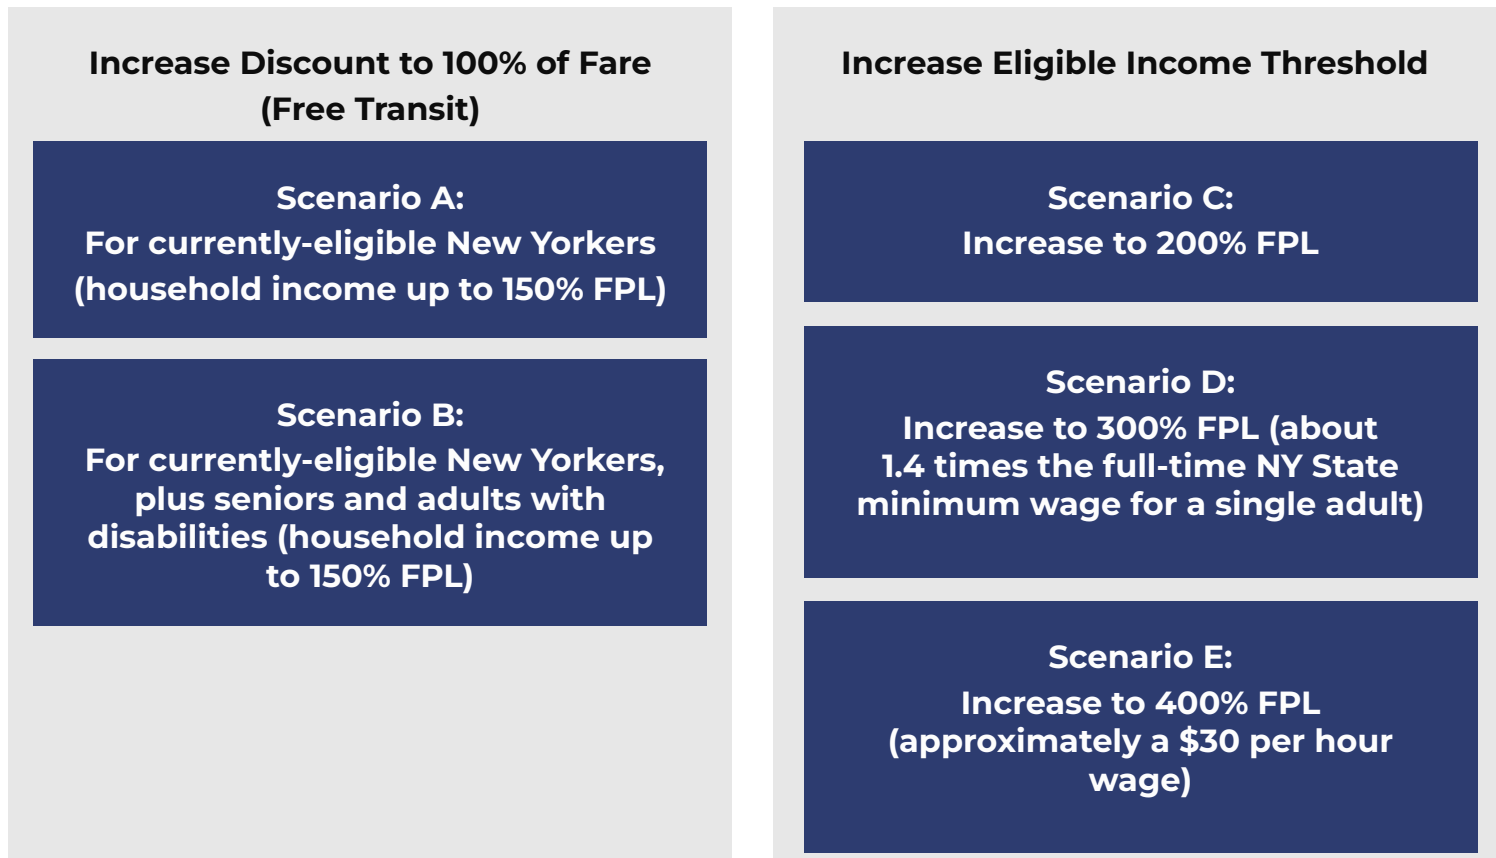 Increase Discount to 100% of Fare
(Free Transit)
Scenario A:
For currently-eligible New Yorkers
(household income up to 150% FPL)
Scenario B:
For currently-eligible New Yorkers,
plus seniors and adults with
disabilities (household income up
to 150% FPL)
Increase Eligible Income Threshold
Scenario C:
Increase to 200% FPL
Scenario D:
Increase to 300% FPL (about
1.4 times the full-time NY State
minimum wage for a single adult)
Scenario E:
Increase to 400% FPL
(approximately a $30 per hour
wage)